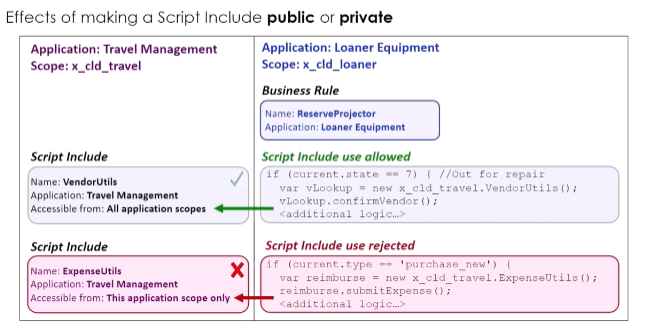 Effects of making a Script Include public or private
Application: Travel Management
Scope: x_cld_travel
Application: Loaner Equipment
Scope: x_cld_loaner
Business Rule
Name: ReserveProjector
Application: Loaner Equipment
Script Include
Name: VendorUtils
Application: Travel Management
Accessible from: All application scopes
Script Include use allowed
if (current.state == 7) { //Out for repair
var vLookup = new x_cld_travel.VendorUtils();
vLookup.confirmVendor();
<additional logic…>
Script Include
Name: ExpenseUtils
Application: Travel Management
Accessible from: This application scope only
Script Include use rejected
if (current.type == 'purchase_new') {
var reimburse = new x_cld_travel.ExpenseUtils();
reimburse.submitExpense();
<additional logic…>